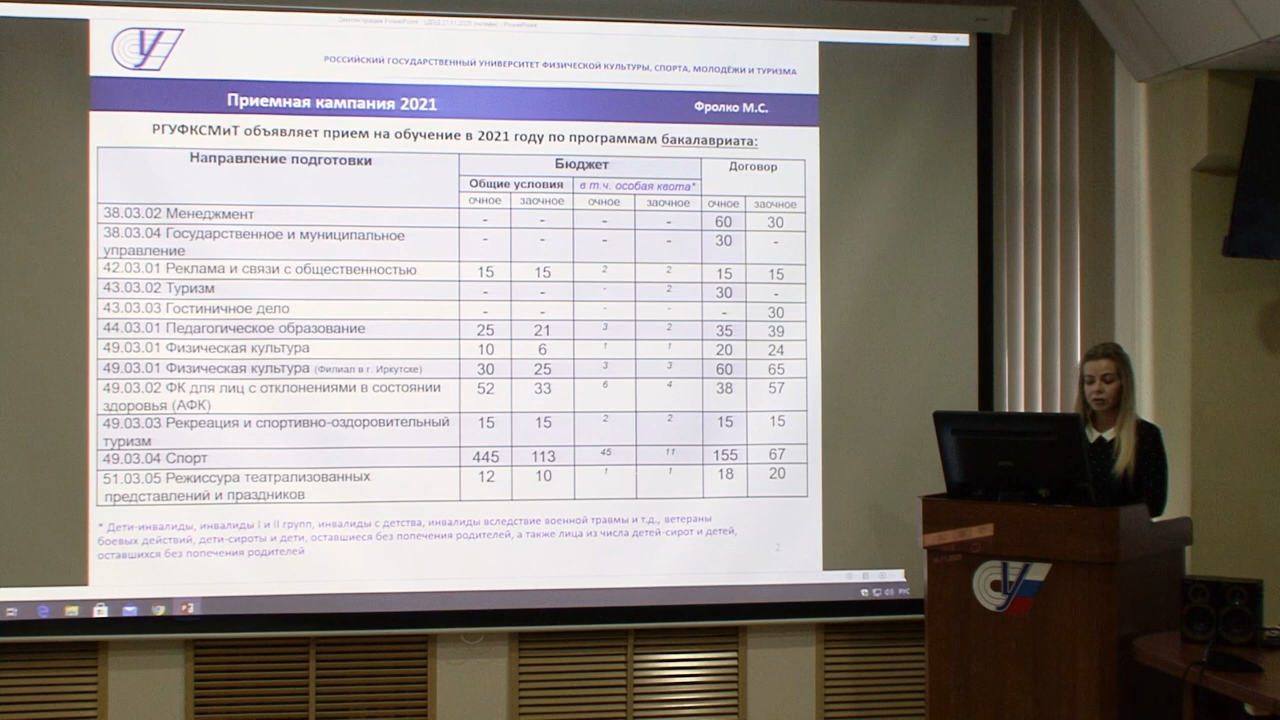 РОССИЙСКИЙ ГОСУДАРСТВЕННЫЙ УНИВЕРСИТЕТ ФИЗИЧЕСКОЙ КУЛЬТУРЫ, СПОРТА, МОЛОДЁЖИ И ТУРИЗМА
Приемная кампания 2021 Фролко М.С.
РГУФКСМиТ объявляет прием на обучение в 2021 году по программам бакалавриата:
Направление подготовки Бюджет Договор
Общие условия в т.ч. особая квота*
очное заочное очное заочное очное заочное
38.03.02 Менеджмент - - - - 60 30
38.03.04 Государственное и муниципальное
управление - - - - 30 -
42.03.01 Реклама и связи с общественностью 15 15 2 2 15 15
43.03.02 Туризм - - - 2 30 -
43.03.03 Гостиничное дело - - - - - 30
44.03.01 Педагогическое образование 25 21 3 2 35 39
49.03.01 Физическая культура 10 6 1 1 20 24
49.03.01 Физическая культура (Филиал в г. Иркутске) 30 25 3 3 60 65
49.03.02 ФК для лиц с отклонениями в состоянии
здоровья (АФК) 52 33 6 4 38 57
49.03.03 Рекреация и спортивно-оздоровительный
туризм 15 15 2 2 15 15
49.03.04 Спорт 445 113 45 11 155 67
51.03.05 Режиссура театрализованных
представлений и праздников 12 10 1 1 18 20
* Дети-инвалиды, инвалиды I и II групп, инвалиды с детства, инвалиды вследствие военной травмы и т.д., ветераны
боевых действий, дети-сироты и дети, оставшиеся без попечения родителей, а также лица из числа детей-сирот и детей,
оставшихся без попечения родителей
2
РУС